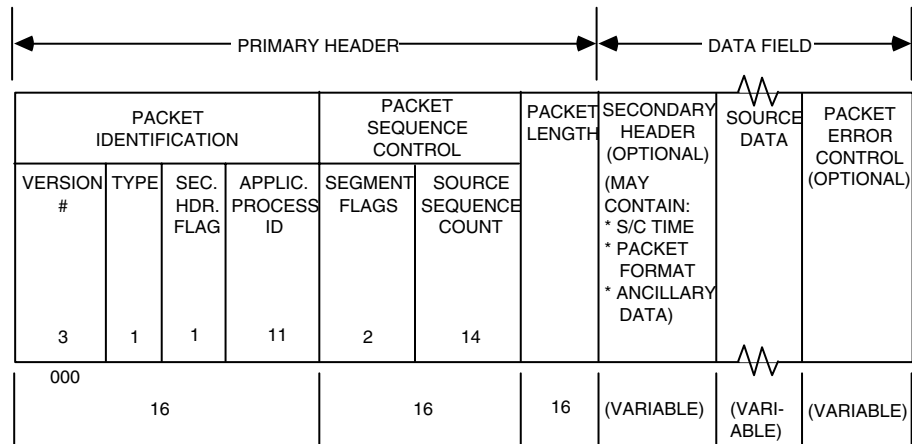 PRIMARY HEADER
DATA FIELD
PACKET
IDENTIFICATION
PACKET
SEQUENCE
CONTROL
PACKET
LENGTH
SECONDARY
HEADER
(OPTIONAL)
(MAY
CONTAIN:
* S/C TIME
* PACKET
FORMAT
* ANCILLARY
DATA)
SOURCE
DATA
PACKET
ERROR
CONTROL
(OPTIONAL)
VERSION
#
TYPE
SEC.
HDR.
FLAG
APPLIC.
PROCESS
ID
SEGMENT
FLAGS
SOURCE
SEQUENCE
COUNT
3
1
1
11
2
14
000
16
16
16
(VARIABLE)
(VARI-
ABLE)
(VARIABLE)